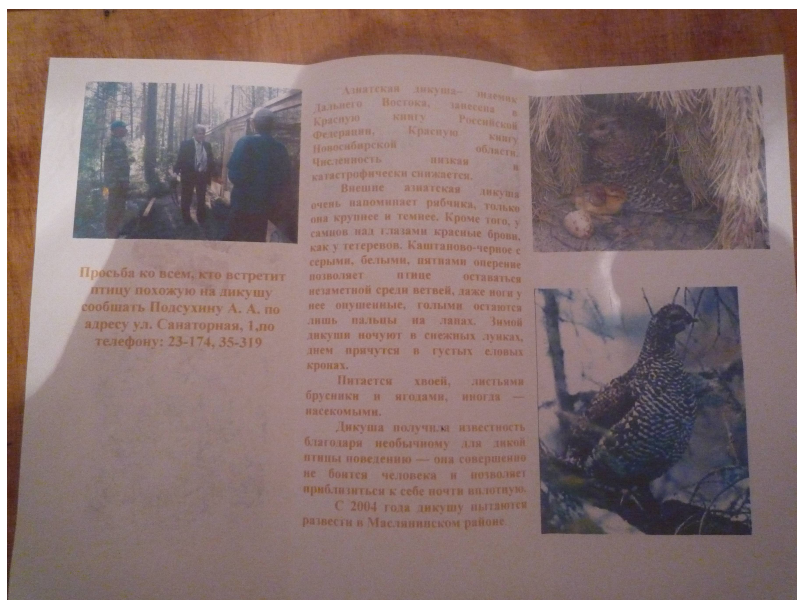 Просьба ко всем, кто встретит
птицу похожую на дикушу
сообщать Подсухину А. А. по
адресу ул. Санаторная, 1,по
телефону: 23-174, 35-319
Азиатская дикуша– эндемик
Дальнего Востока, занесена в
Красную книгу Российской
Федерации, Красную книгу
Новосибирской области.
Численность низкая и
катастрофически снижается.
Внешне азиатская дикуша
очень напоминает рябчика, только
она крупнее и темнее. Кроме того, у
самцов над глазами красные брови,
как у тетеревов. Каштаново-черное с
серыми, белыми, пятнами оперение
позволяет птице оставаться
незаметной среди ветвей, даже ноги у
нее опушенные, голыми остаются
лишь пальцы на лапах. Зимой
дикуши ночуют в снежных лунках,
днем прячутся в густых еловых
кронах.
Питается хвоей, листьями
брусники и ягодами, иногда —
насекомыми.
Дикуша получила известность
благодаря необычному для дикой
птицы поведению — она совершенно
не боится человека и позволяет
приблизиться к себе почти вплотную.
С 2004 года дикушу пытаются
развести в Маслянинском районе